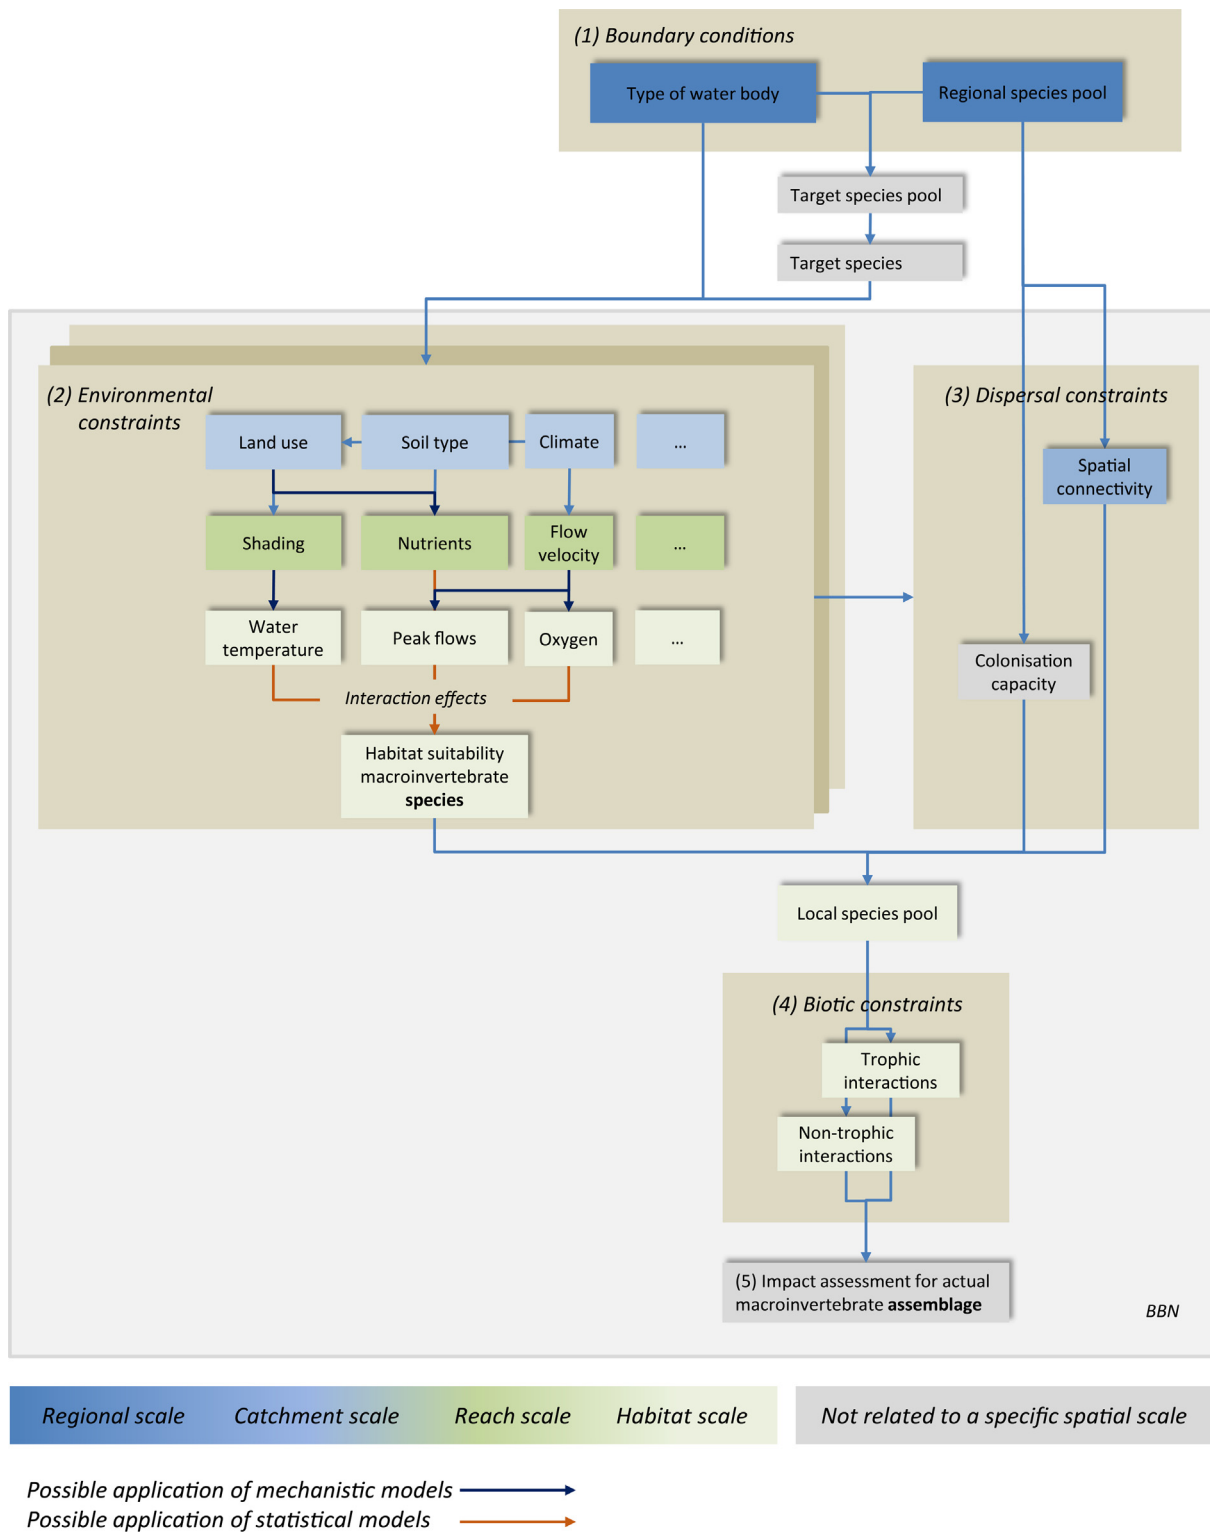 (1) Boundary conditions
Type of water body
Regional species pool
Target species pool
Target species
(2) Environmental
constraints
Land use
Soil type
Climate
...
Shading
Nutrients
Flow
velocity
...
Water
temperature
Peak flows
Oxygen
...
Interaction effects
Habitat suitability
macroinvertebrate
species
(3) Dispersal constraints
Spatial
connectivity
Colonisation
capacity
Local species pool
(4) Biotic constraints
Trophic
interactions
Non-trophic
interactions
(5) Impact assessment for actual
macroinvertebrate assemblage
BBN
Regional scale
Catchment scale
Reach scale
Habitat scale
Not related to a specific spatial scale
Possible application of mechanistic models
Possible application of statistical models